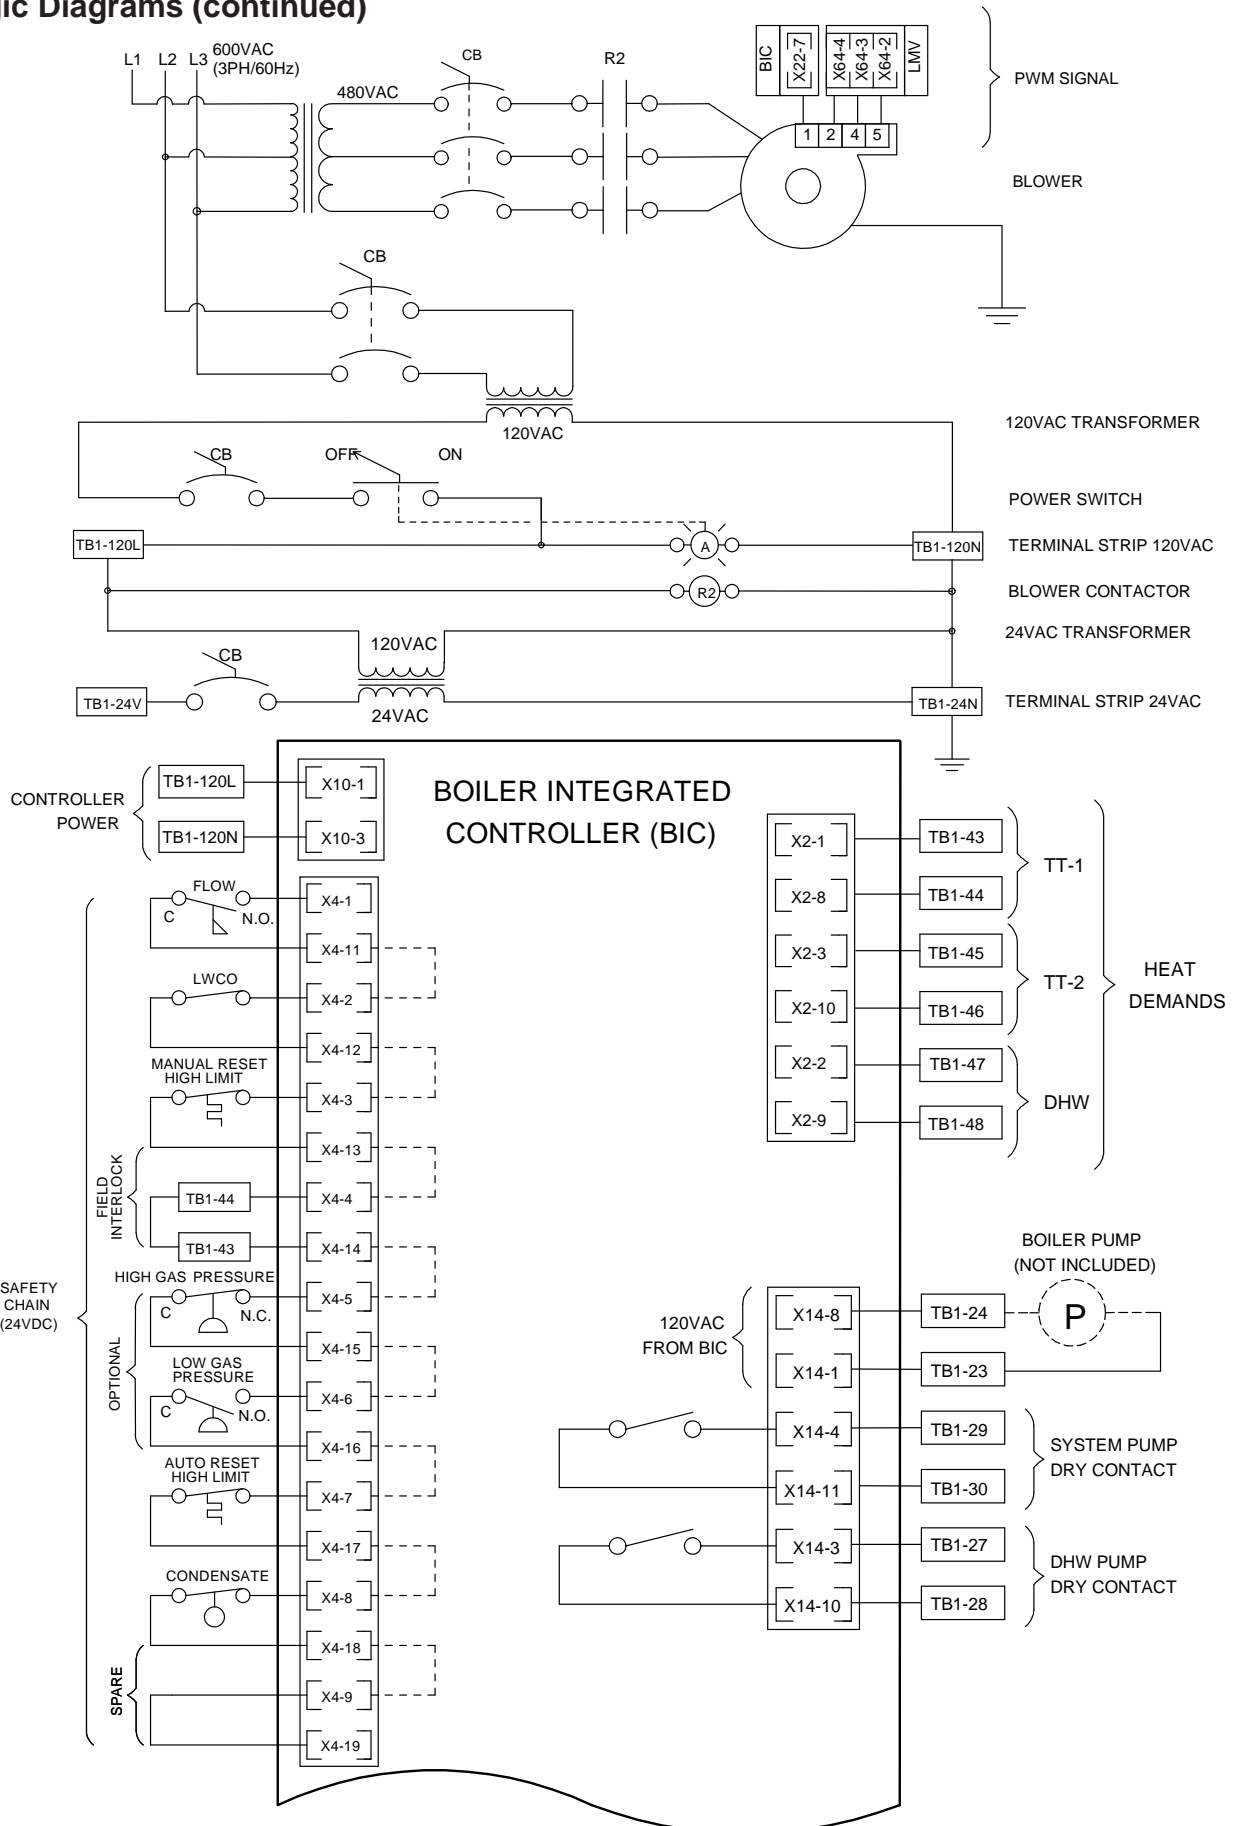 gic Diagrams (continued)
L1 L2 L3 600VAC
(3PH/60Hz)
480VAC
CB
R2
BIC
X22-7
X64-4
X64-3
X64-2
LMV
PWM SIGNAL
1 2 4 5
BLOWER
CB
120VAC
120VAC TRANSFORMER
CB
OFF
ON
POWER SWITCH
TB1-120L
A
TB1-120N
TERMINAL STRIP 120VAC
R2
BLOWER CONTACTOR
120VAC
24VAC TRANSFORMER
CB
TB1-24V
24VAC
TB1-24N
TERMINAL STRIP 24VAC
BOILER INTEGRATED
CONTROLLER (BIC)
CONTROLLER
POWER
TB1-120L
X10-1
TB1-120N
X10-3
SAFETY
CHAIN
(24VDC)
FLOW
C
N.O.
X4-1
X4-11
LWCO
X4-2
X4-12
MANUAL RESET
HIGH LIMIT
X4-3
X4-13
FIELD
INTERLOCK
TB1-44
X4-4
TB1-43
X4-14
HIGH GAS PRESSURE
C
N.C.
X4-5
X4-15
OPTIONAL
LOW GAS
PRESSURE
C
N.O.
X4-6
X4-16
AUTO RESET
HIGH LIMIT
X4-7
X4-17
CONDENSATE
X4-8
X4-18
SPARE
X4-9
X4-19
X2-1
TB1-43
TT-1
X2-8
TB1-44
X2-3
TB1-45
TT-2
X2-10
TB1-46
X2-2
TB1-47
DHW
X2-9
TB1-48
HEAT
DEMANDS
BOILER PUMP
(NOT INCLUDED)
120VAC
FROM BIC
X14-8
TB1-24
P
X14-1
TB1-23
X14-4
TB1-29
SYSTEM PUMP
DRY CONTACT
X14-11
TB1-30
X14-3
TB1-27
DHW PUMP
DRY CONTACT
X14-10
TB1-28